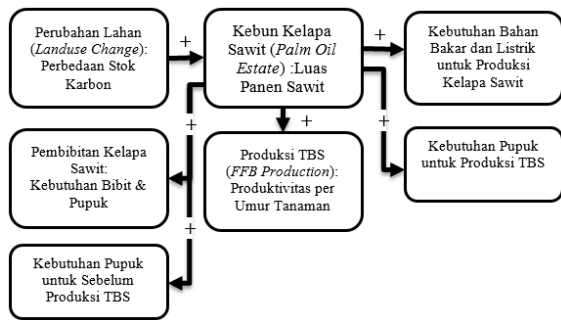 Perubahan Lahan
(Landuse Change):
Perbedaan Stok
Karbon
+
Kebun Kelapa
Sawit (Palm Oil
Estate) :Luas
Panen Sawit
+
Kebutuhan Bahan
Bakar dan Listrik
untuk Produksi
Kelapa Sawit
+
+
+
Pembibitan Kelapa
Sawit:
Kebutuhan Bibit &
Pupuk
Produksi TBS
(FFB Production):
Produktivitas per
Umur Tanaman
Kebutuhan Pupuk
untuk Produksi TBS
+
Kebutuhan Pupuk
untuk Sebelum
Produksi TBS